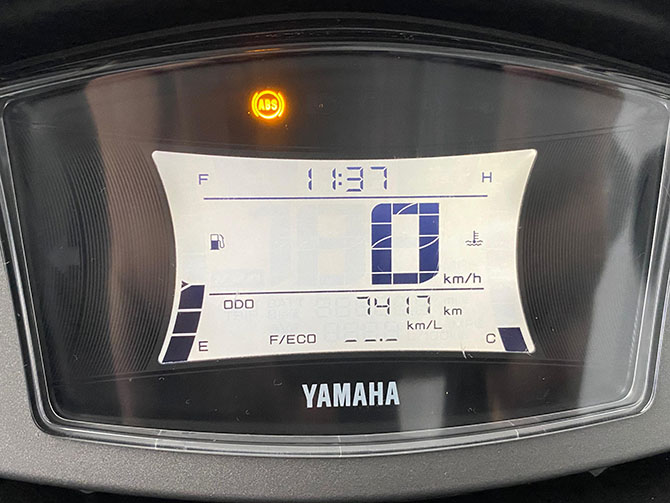 ABS
F 11:37 H
0 km/h
ODO 7417 km
km/L
E F/ECO --.- C
YAMAHA